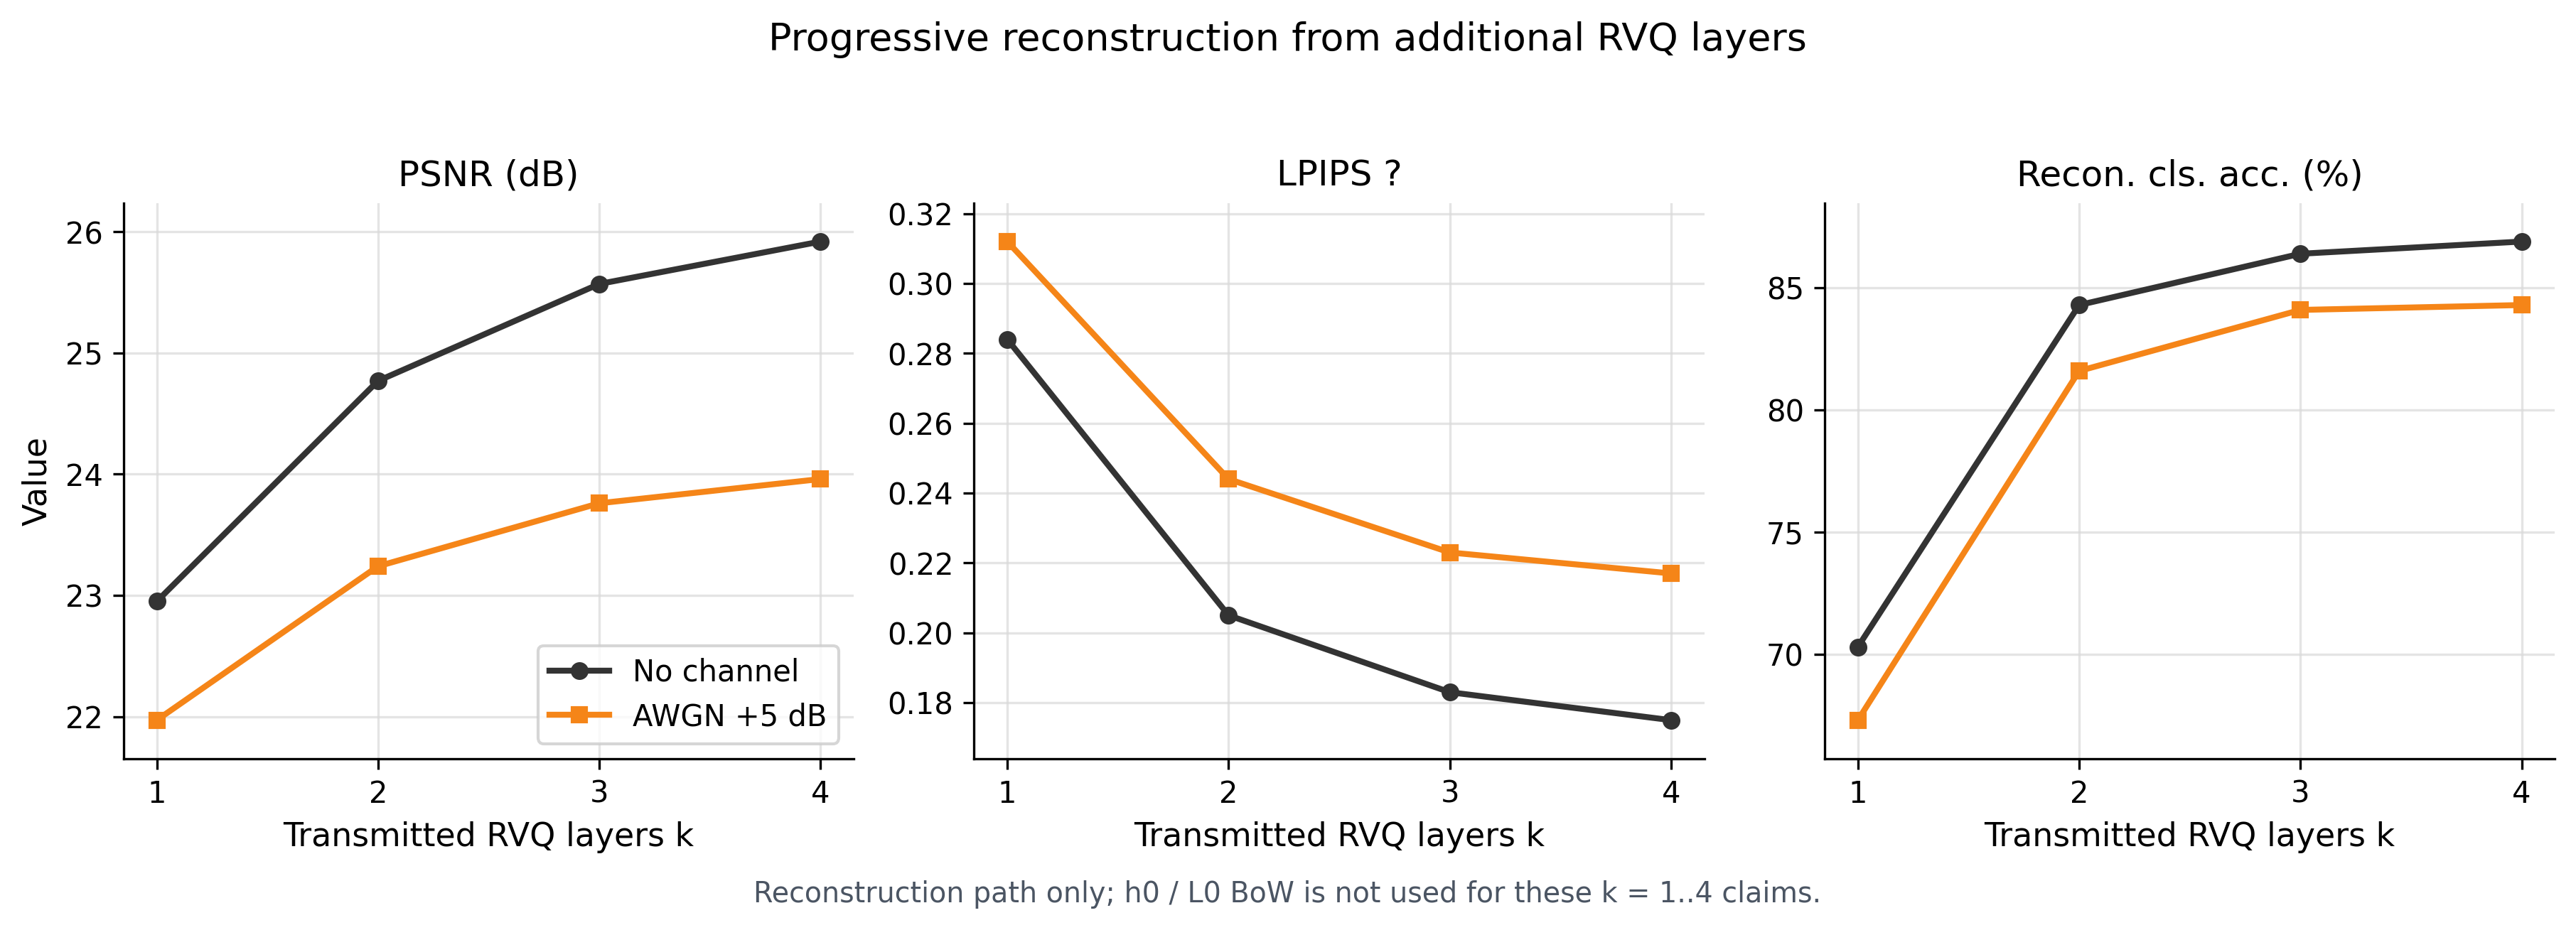 Progressive reconstruction from additional RVQ layers
PSNR (dB)
Value
26
25
24
23
22
No channel
AWGN +5 dB
1 2 3 4
Transmitted RVQ layers k
LPIPS ?
0.32
0.30
0.28
0.26
0.24
0.22
0.20
0.18
1 2 3 4
Transmitted RVQ layers k
Recon. cls. acc. (%)
85
80
75
70
1 2 3 4
Transmitted RVQ layers k
Reconstruction path only; h0 / L0 BoW is not used for these k = 1..4 claims.